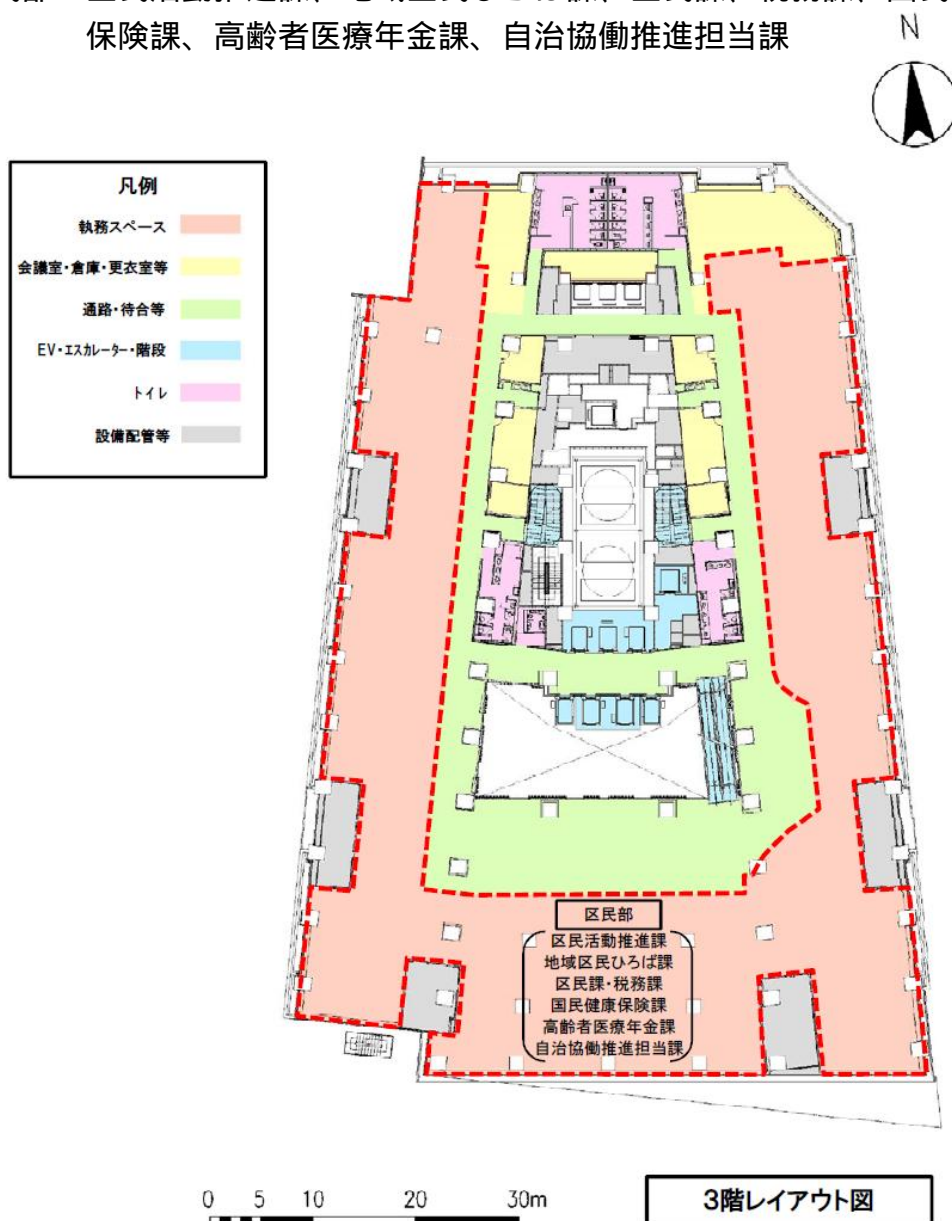 保険課、高齢者医療年金課、自治協働推進担当課
N
凡例
執務スペース
会議室・倉庫・更衣室等
通路・待合等
EV・エスカレーター・階段
トイレ
設備配管等
区民部
区民活動推進課
地域区民ひろば課
区民課・税務課
国民健康保険課
高齢者医療年金課
自治協働推進担当課
0 5 10 20 30m
3階レイアウト図